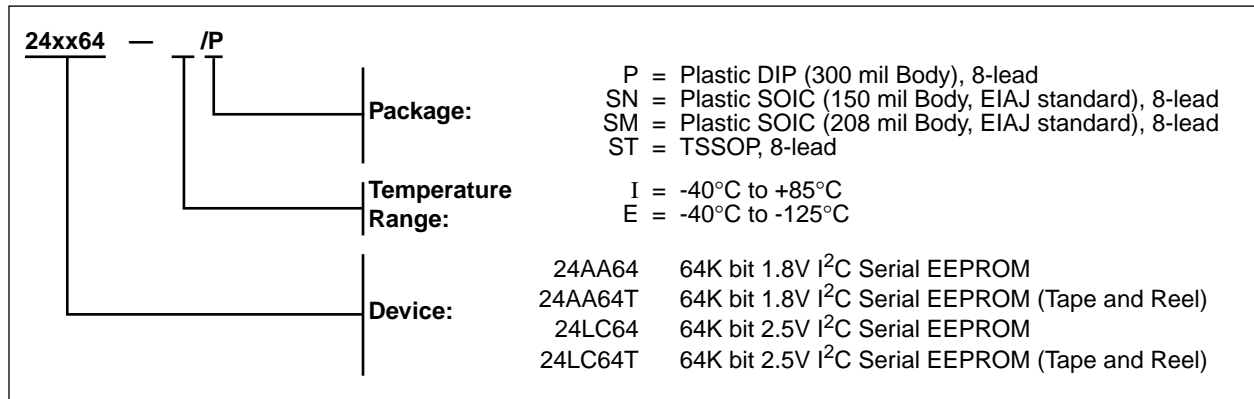 24xx64 — _ /P
Package: P = Plastic DIP (300 mil Body), 8-lead
SN = Plastic SOIC (150 mil Body, EIAJ standard), 8-lead
SM = Plastic SOIC (208 mil Body, EIAJ standard), 8-lead
ST = TSSOP, 8-lead
Temperature Range: I = -40°C to +85°C
E = -40°C to -125°C
Device: 24AA64 64K bit 1.8V I²C Serial EEPROM
24AA64T 64K bit 1.8V I²C Serial EEPROM (Tape and Reel)
24LC64 64K bit 2.5V I²C Serial EEPROM
24LC64T 64K bit 2.5V I²C Serial EEPROM (Tape and Reel)